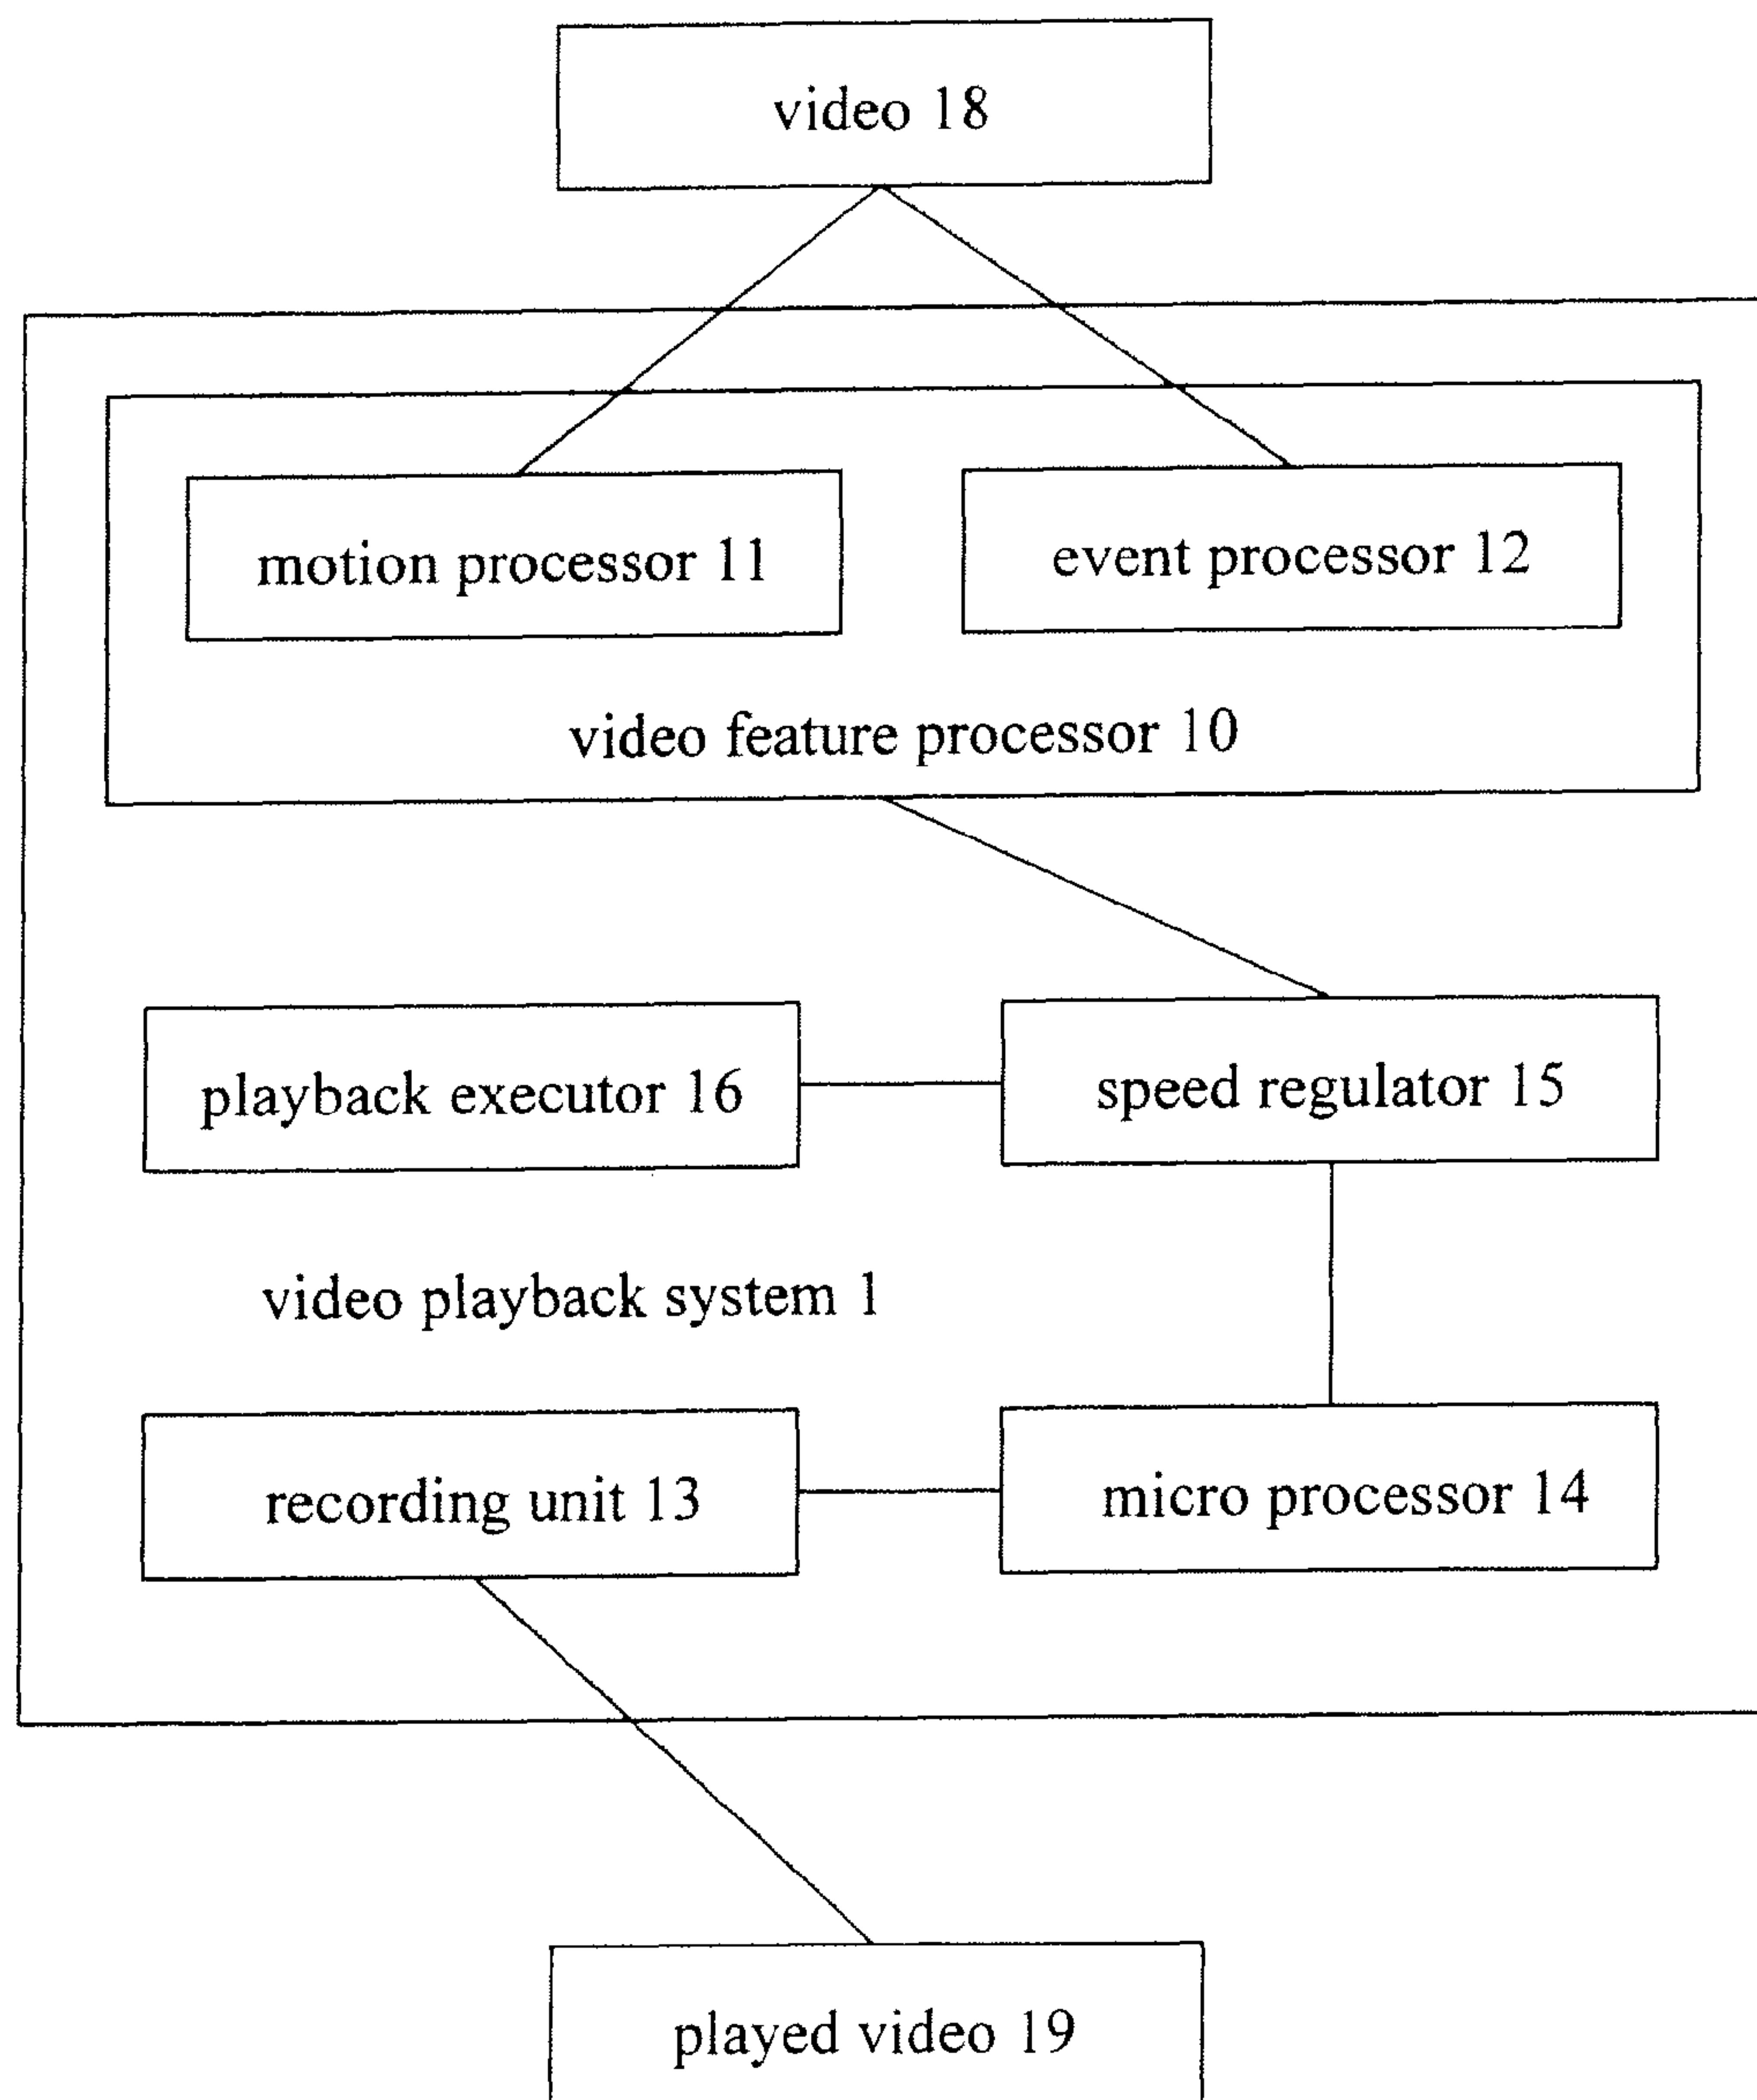 video 18
motion processor 11
event processor 12
video feature processor 10
playback executor 16
speed regulator 15
video playback system 1
recording unit 13
micro processor 14
played video 19